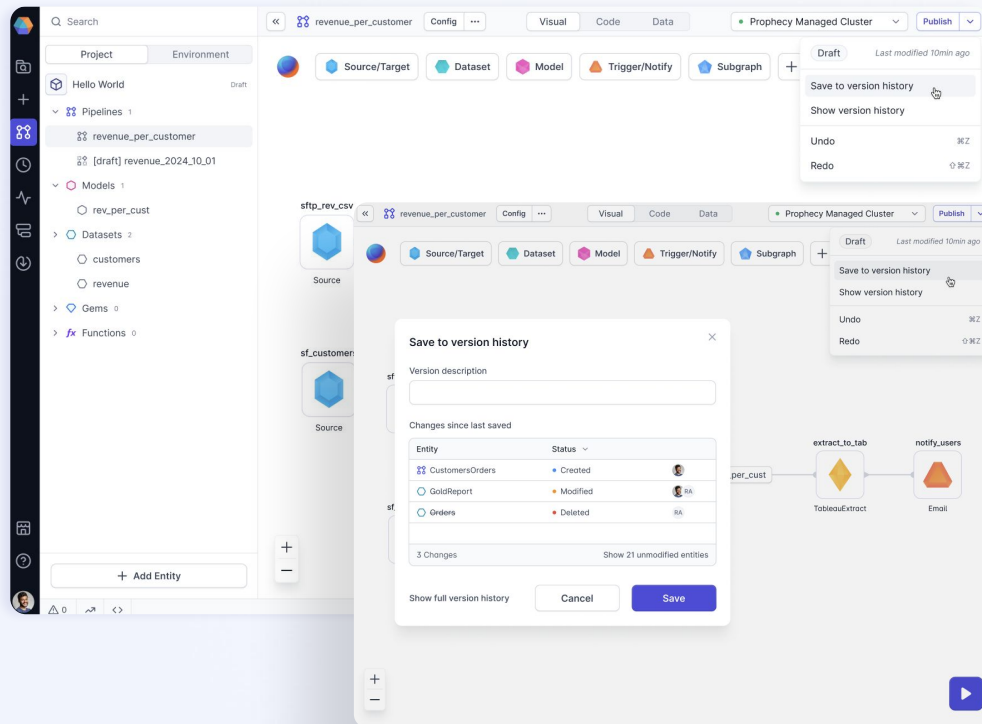 Search
revenue_per_customer
Config
Visual
Code
Data
Prophecy Managed Cluster
Publish
Project
Environment
Hello World
Draft
Pipelines 1
revenue_per_customer
[draft] revenue_2024_10_01
Models 1
rev_per_cust
Datasets 2
customers
revenue
Gems 0
fx Functions 0
Add Entity
0
Source/Target
Dataset
Model
Trigger/Notify
Subgraph
Draft
Last modified 10min ago
Save to version history
Show version history
Undo ⌘Z
Redo ⇧⌘Z
sftp_rev_csv
Source
sf_customers
Source
revenue_per_customer
Config
Visual
Code
Data
Prophecy Managed Cluster
Publish
Source/Target
Dataset
Model
Trigger/Notify
Subgraph
Draft
Last modified 10min ago
Save to version history
Show version history
Undo ⌘Z
Redo ⇧⌘Z
Save to version history
Version description
Changes since last saved
Entity Status
CustomersOrders Created
GoldReport Modified RA
Orders Deleted RA
3 Changes Show 21 unmodified entities
Show full version history
Cancel
Save
per_cust
extract_to_tab
TableauExtract
notify_users
Email